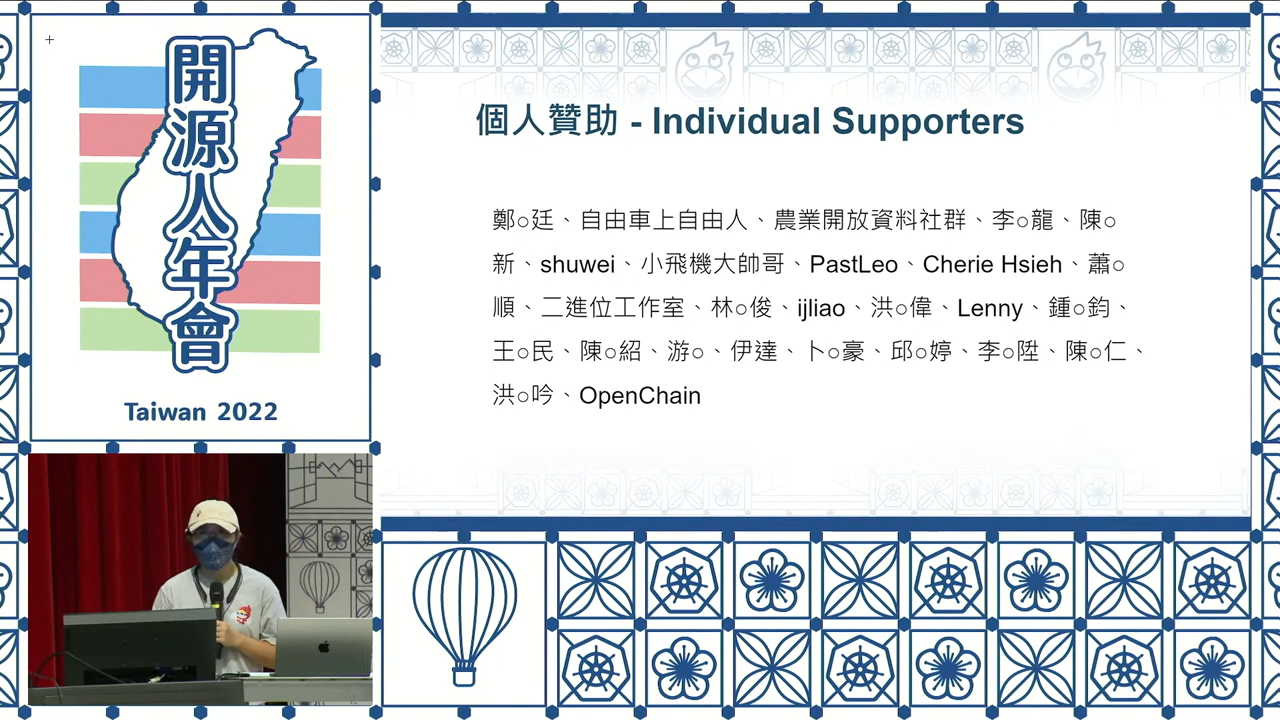 開源人年會
Taiwan 2022
個人贊助 - Individual Supporters
鄭○廷、自由車上自由人、農業開放資料社群、李○龍、陳○
新、shuwei、小飛機大帥哥、PastLeo、Cherie Hsieh、蕭○
順、二進位工作室、林○俊、ijliao、洪○偉、Lenny、鍾○鈞、
王○民、陳○紹、游○、伊達、卜○豪、邱○婷、李○陞、陳○仁、
洪○吟、OpenChain